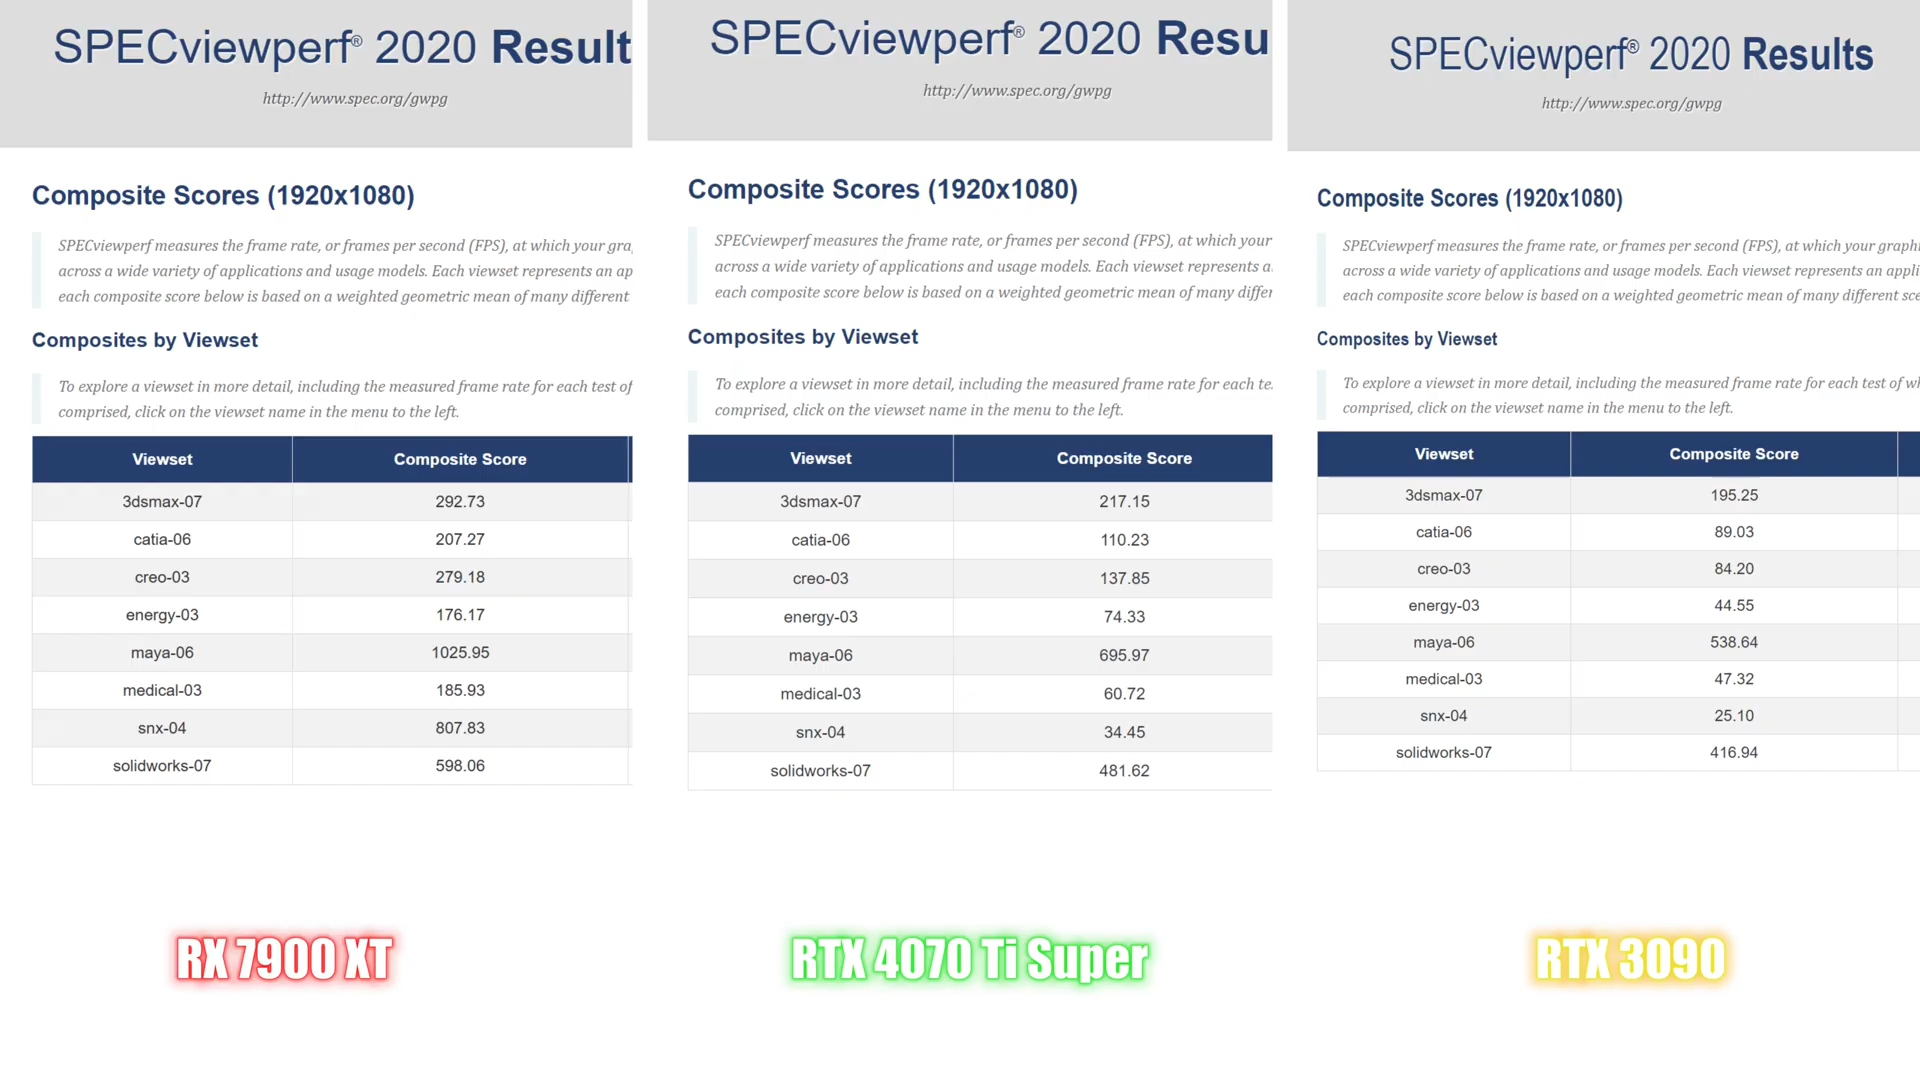 SPECviewperf® 2020 Result
http://www.spec.org/gwpg
Composite Scores (1920x1080)
SPECviewperf measures the frame rate, or frames per second (FPS), at which your gra
across a wide variety of applications and usage models. Each viewset represents an ap
each composite score below is based on a weighted geometric mean of many different
Composites by Viewset
To explore a viewset in more detail, including the measured frame rate for each test of
comprised, click on the viewset name in the menu to the left.
Viewset Composite Score
3dsmax-07 292.73
catia-06 207.27
creo-03 279.18
energy-03 176.17
maya-06 1025.95
medical-03 185.93
snx-04 807.83
solidworks-07 598.06
RX 7900 XT
SPECviewperf® 2020 Resu
http://www.spec.org/gwpg
Composite Scores (1920x1080)
SPECviewperf measures the frame rate, or frames per second (FPS), at which your
across a wide variety of applications and usage models. Each viewset represents a
each composite score below is based on a weighted geometric mean of many differ
Composites by Viewset
To explore a viewset in more detail, including the measured frame rate for each te
comprised, click on the viewset name in the menu to the left.
Viewset Composite Score
3dsmax-07 217.15
catia-06 110.23
creo-03 137.85
energy-03 74.33
maya-06 695.97
medical-03 60.72
snx-04 34.45
solidworks-07 481.62
RTX 4070 Ti Super
SPECviewperf® 2020 Results
http://www.spec.org/gwpg
Composite Scores (1920x1080)
SPECviewperf measures the frame rate, or frames per second (FPS), at which your graphi
across a wide variety of applications and usage models. Each viewset represents an appli
each composite score below is based on a weighted geometric mean of many different sce
Composites by Viewset
To explore a viewset in more detail, including the measured frame rate for each test of wh
comprised, click on the viewset name in the menu to the left.
Viewset Composite Score
3dsmax-07 195.25
catia-06 89.03
creo-03 84.20
energy-03 44.55
maya-06 538.64
medical-03 47.32
snx-04 25.10
solidworks-07 416.94
RTX 3090